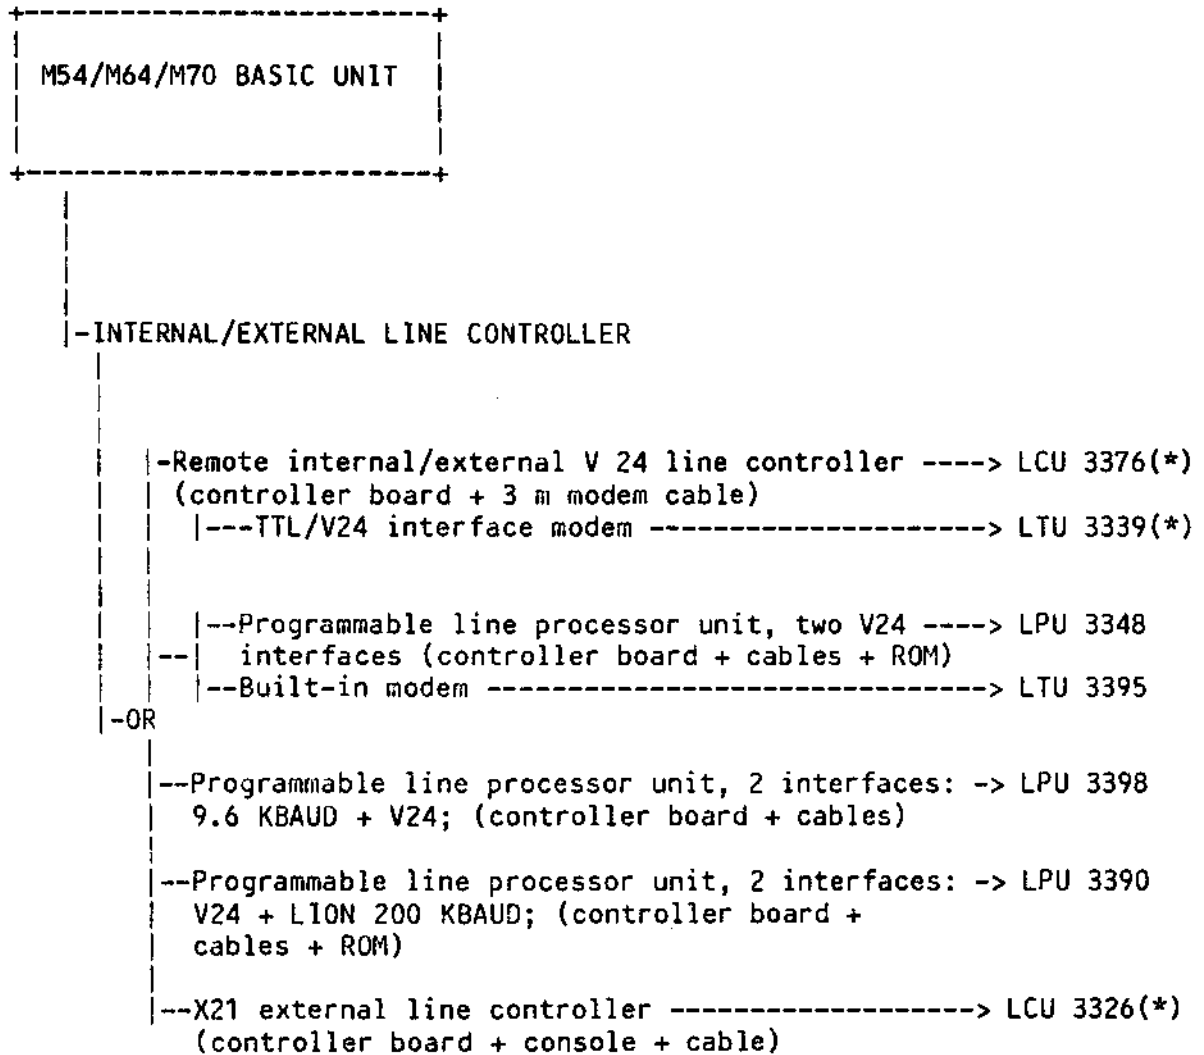 M54/M64/M70 BASIC UNIT
|-INTERNAL/EXTERNAL LINE CONTROLLER
|-Remote internal/external V 24 line controller ----> LCU 3376(*)
(controller board + 3 m modem cable)
|---TTL/V24 interface modem --------------------> LTU 3339(*)
|--Programmable line processor unit, two V24 ----> LPU 3348
|--| interfaces (controller board + cables + ROM)
|--Built-in modem ------------------------------> LTU 3395
|-OR
|--Programmable line processor unit, 2 interfaces: -> LPU 3398
9.6 KBAUD + V24; (controller board + cables)
|--Programmable line processor unit, 2 interfaces: -> LPU 3390
V24 + LION 200 KBAUD; (controller board +
cables + ROM)
|--X21 external line controller ------------------> LCU 3326(*)
(controller board + console + cable)